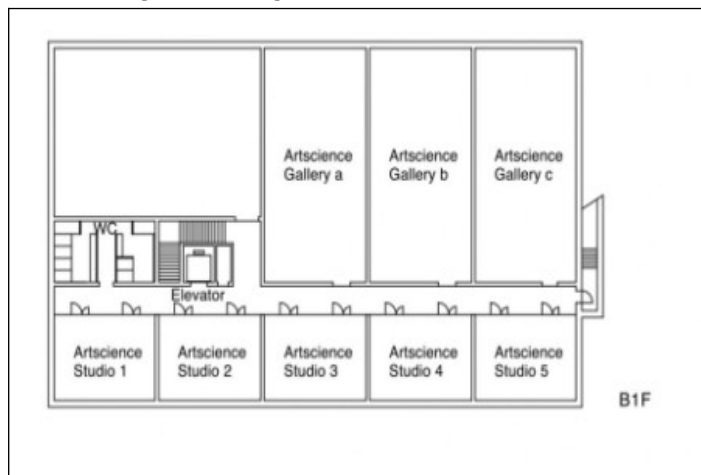 Artscience
Gallery a
Artscience
Gallery b
Artscience
Gallery c
WC
Elevator
Artscience
Studio 1
Artscience
Studio 2
Artscience
Studio 3
Artscience
Studio 4
Artscience
Studio 5
B1F